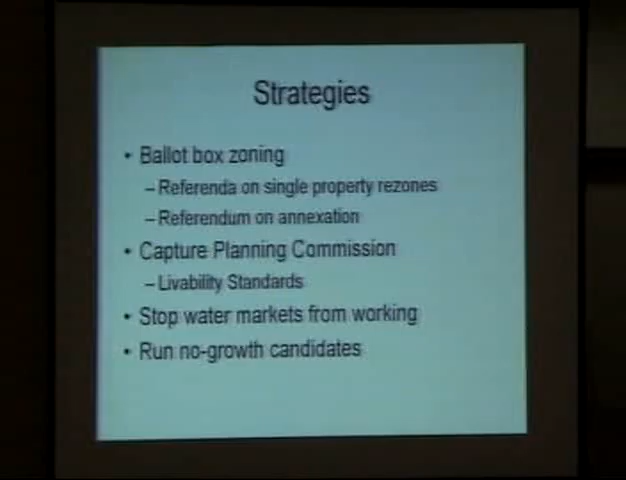 Strategies
• Ballot box zoning
– Referenda on single property rezones
– Referendum on annexation
• Capture Planning Commission
– Livability Standards
• Stop water markets from working
• Run no-growth candidates